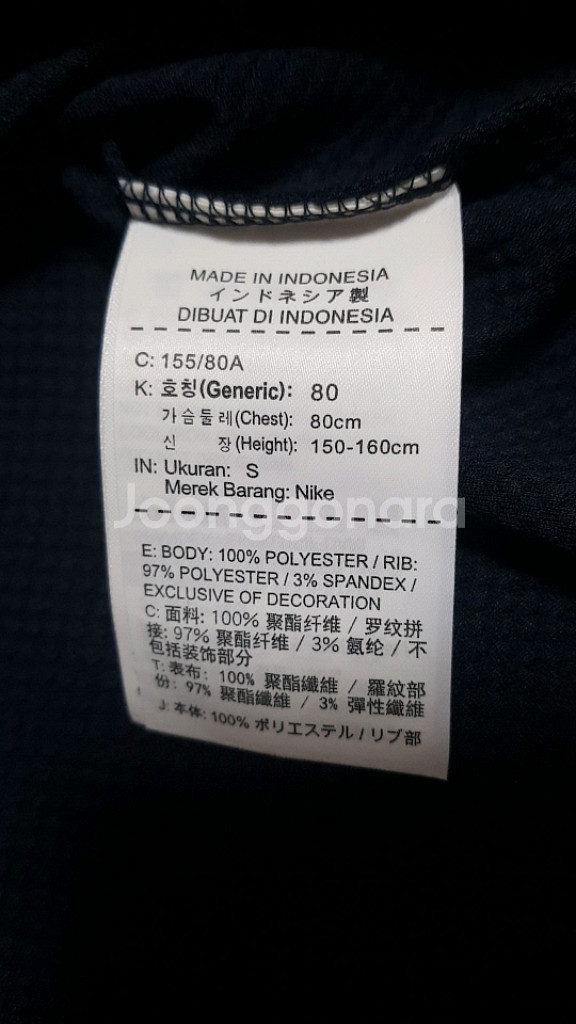 MADE IN INDONESIA
インドネシア製
DIBUAT DI INDONESIA
C: 155/80A
K: 호칭(Generic): 80
가슴둘레(Chest): 80cm
신 장(Height): 150-160cm
IN: Ukuran: S
Merek Barang: Nike
Joonggonara
E: BODY: 100% POLYESTER / RIB:
97% POLYESTER / 3% SPANDEX /
EXCLUSIVE OF DECORATION
C: 面料: 100% 聚酯纤维 / 罗纹拼
接: 97% 聚酯纤维 / 3% 氨纶 / 不
包括装饰部分
T: 表布: 100% 聚酯纖維 / 羅紋部
份: 97% 聚酯纖維 / 3% 彈性纖維
J: 本体: 100% ポリエステル / リブ部